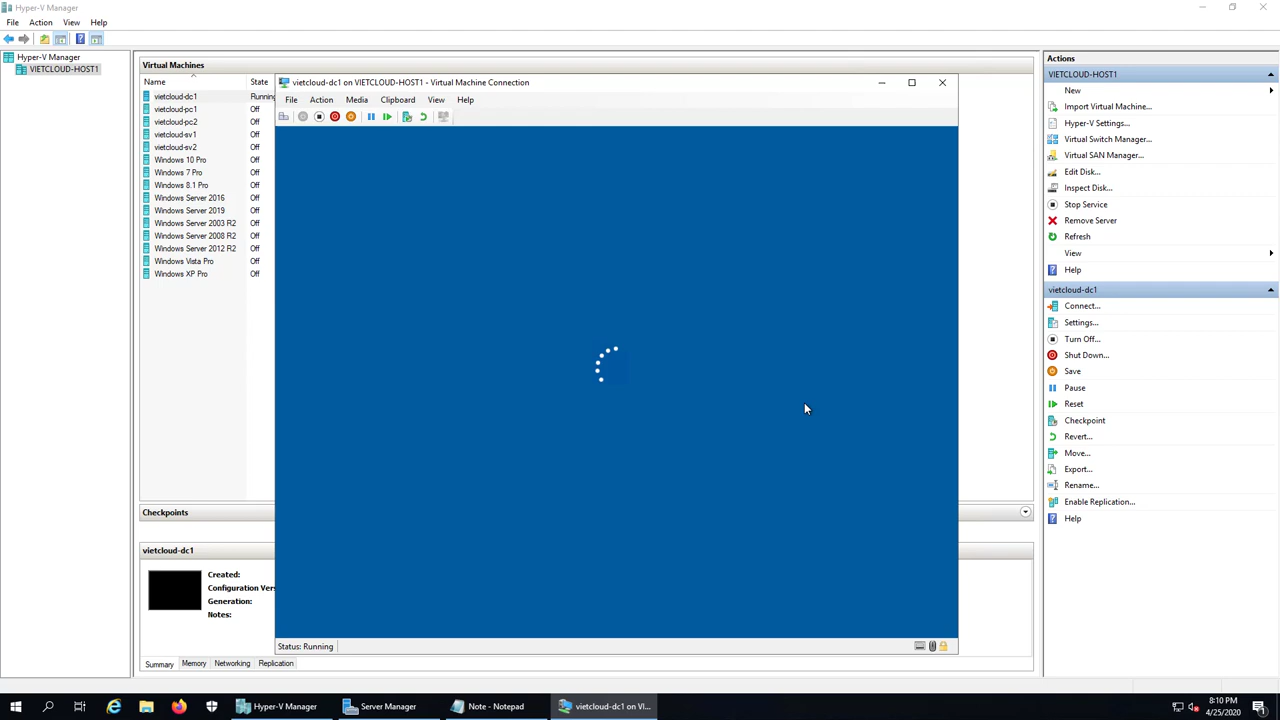 Hyper-V Manager
File Action View Help
Hyper-V Manager
VIETCLOUD-HOST1
Virtual Machines
Name State
vietcloud-dc1 Running
vietcloud-pc1 Off
vietcloud-pc2 Off
vietcloud-sv1 Off
vietcloud-sv2 Off
Windows 10 Pro Off
Windows 7 Pro Off
Windows 8.1 Pro Off
Windows Server 2016 Off
Windows Server 2019 Off
Windows Server 2003 R2 Off
Windows Server 2008 R2 Off
Windows Server 2012 R2 Off
Windows Vista Pro Off
Windows XP Pro Off
Checkpoints
vietcloud-dc1
Created:
Configuration Vers
Generation:
Notes:
Summary Memory Networking Replication
vietcloud-dc1 on VIETCLOUD-HOST1 - Virtual Machine Connection
File Action Media Clipboard View Help
Status: Running
Actions
VIETCLOUD-HOST1
New
Import Virtual Machine...
Hyper-V Settings...
Virtual Switch Manager...
Virtual SAN Manager...
Edit Disk...
Inspect Disk...
Stop Service
Remove Server
Refresh
View
Help
vietcloud-dc1
Connect...
Settings...
Turn Off...
Shut Down...
Save
Pause
Reset
Checkpoint
Revert...
Move...
Export...
Rename...
Enable Replication...
Help
Hyper-V Manager
Server Manager
Note - Notepad
vietcloud-dc1 on VI...
8:10 PM
4/25/2020
1